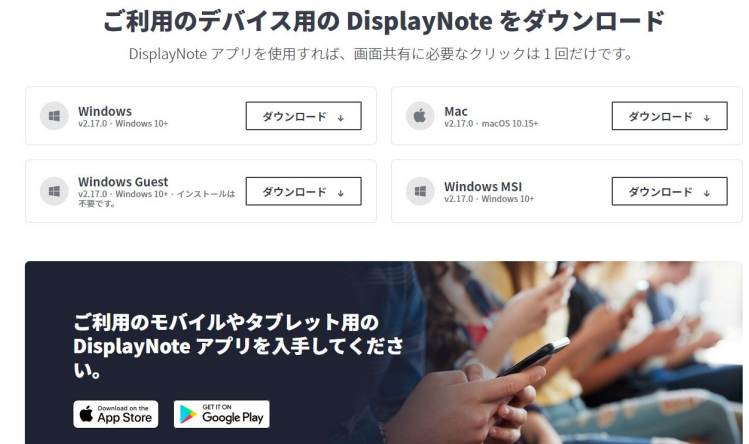 ご利用のデバイス用の DisplayNote をダウンロード
DisplayNote アプリを使用すれば、画面共有に必要なクリックは 1 回だけです。
Windows
v2.17.0 · Windows 10+
ダウンロード ↓
Mac
v2.17.0 · macOS 10.15+
ダウンロード ↓
Windows Guest
v2.17.0 · Windows 10+ · インストールは
不要です。
ダウンロード ↓
Windows MSI
v2.17.0 · Windows 10+
ダウンロード ↓
ご利用のモバイルやタブレット用の
DisplayNote アプリを入手してくださ
い。
Download on the
App Store
GET IT ON
Google Play